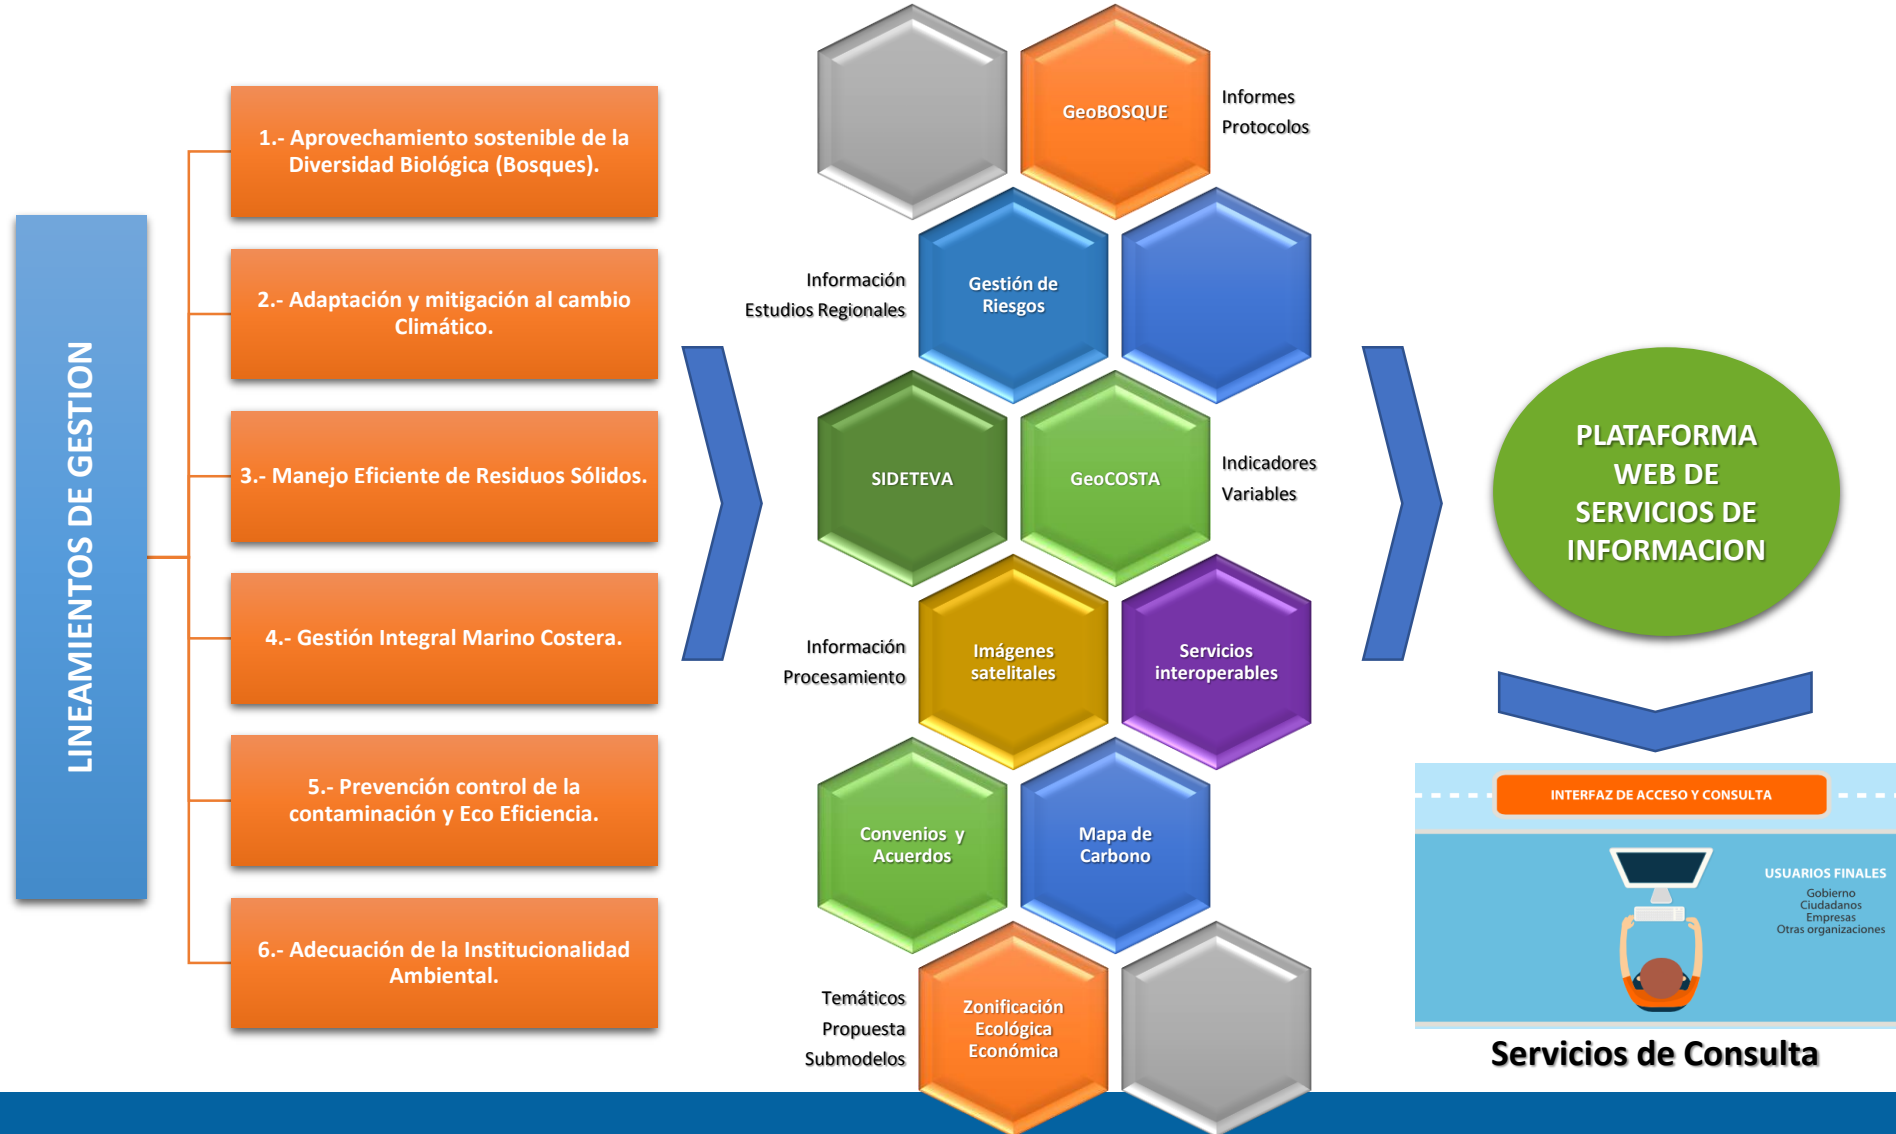 LINEAMIENTOS DE GESTION
1.- Aprovechamiento sostenible de la
Diversidad Biológica (Bosques).
2.- Adaptación y mitigación al cambio
Climático.
3.- Manejo Eficiente de Residuos Sólidos.
4.- Gestión Integral Marino Costera.
5.- Prevención control de la
contaminación y Eco Eficiencia.
6.- Adecuación de la Institucionalidad
Ambiental.
GeoBOSQUE
Informes
Protocolos
Información
Estudios Regionales
Gestión de
Riesgos
SIDETEVA
GeoCOSTA
Indicadores
Variables
Información
Procesamiento
Imágenes
satelitales
Servicios
interoperables
Convenios y
Acuerdos
Mapa de
Carbono
Temáticos
Propuesta
Submodelos
Zonificación
Ecológica
Económica
PLATAFORMA
WEB DE
SERVICIOS DE
INFORMACION
INTERFAZ DE ACCESO Y CONSULTA
USUARIOS FINALES
Gobierno
Ciudadanos
Empresas
Otras organizaciones
Servicios de Consulta